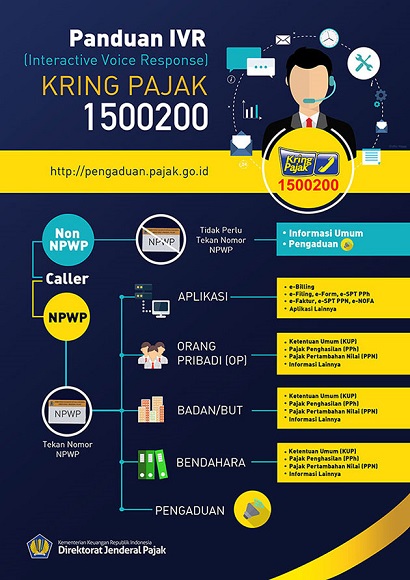 Panduan IVR
(Interactive Voice Response)
KRING PAJAK
1500200
http://pengaduan.pajak.go.id
Kring
Pajak
1500200
Non
NPWP
NPWP
Tidak Perlu
Tekan Nomor
NPWP
• Informasi Umum
• Pengaduan
Caller
NPWP
NPWP
Tekan Nomor
NPWP
APLIKASI
• e-Billing
• e-Filing, e-Form, e-SPT PPh
• e-Faktur, e-SPT PPN, e-NOFA
• Aplikasi Lainnya
ORANG
PRIBADI (OP)
• Ketentuan Umum (KUP)
• Pajak Penghasilan (PPh)
• Pajak Pertambahan Nilai (PPN)
• Informasi Lainnya
BADAN/BUT
• Ketentuan Umum (KUP)
• Pajak Penghasilan (PPh)
• Pajak Pertambahan Nilai (PPN)
• Informasi Lainnya
BENDAHARA
• Ketentuan Umum (KUP)
• Pajak Penghasilan (PPh)
• Pajak Pertambahan Nilai (PPN)
• Informasi Lainnya
PENGADUAN
Kementerian Keuangan Republik Indonesia
Direktorat Jenderal Pajak